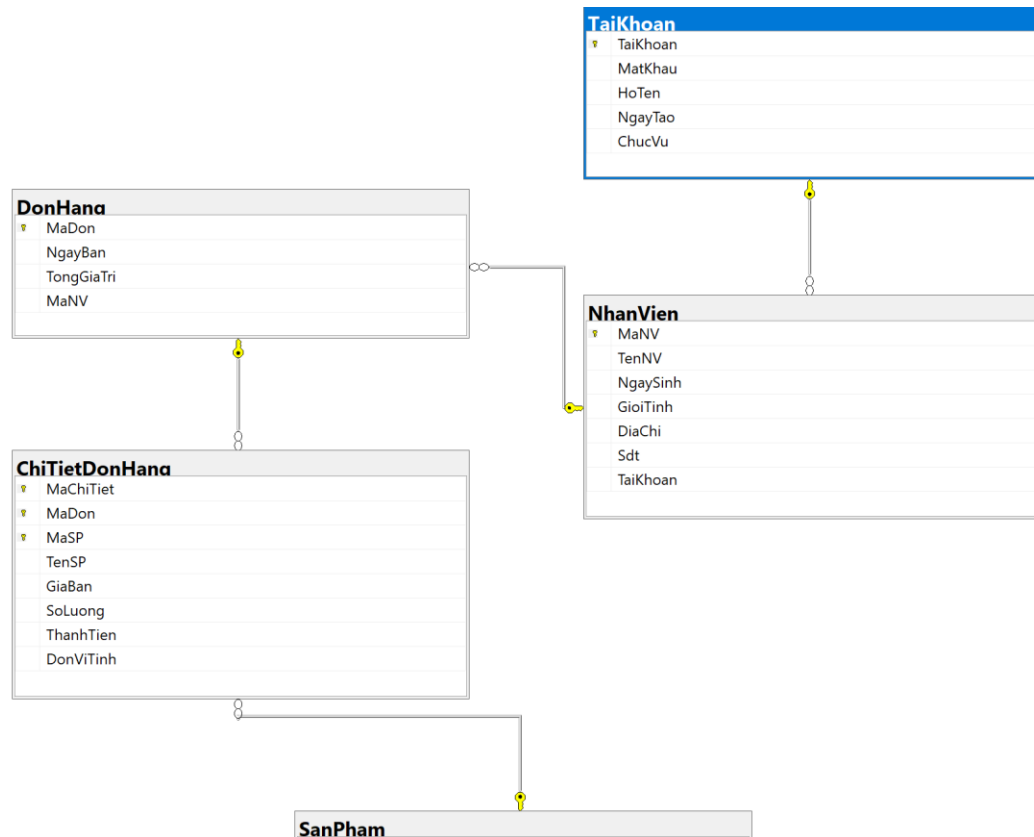 TaiKhoan
TaiKhoan
MatKhau
HoTen
NgayTao
ChucVu
DonHang
MaDon
NgayBan
TongGiaTri
MaNV
NhanVien
MaNV
TenNV
NgaySinh
GioiTinh
DiaChi
Sdt
TaiKhoan
ChiTietDonHang
MaChiTiet
MaDon
MaSP
TenSP
GiaBan
SoLuong
ThanhTien
DonViTinh
SanPham